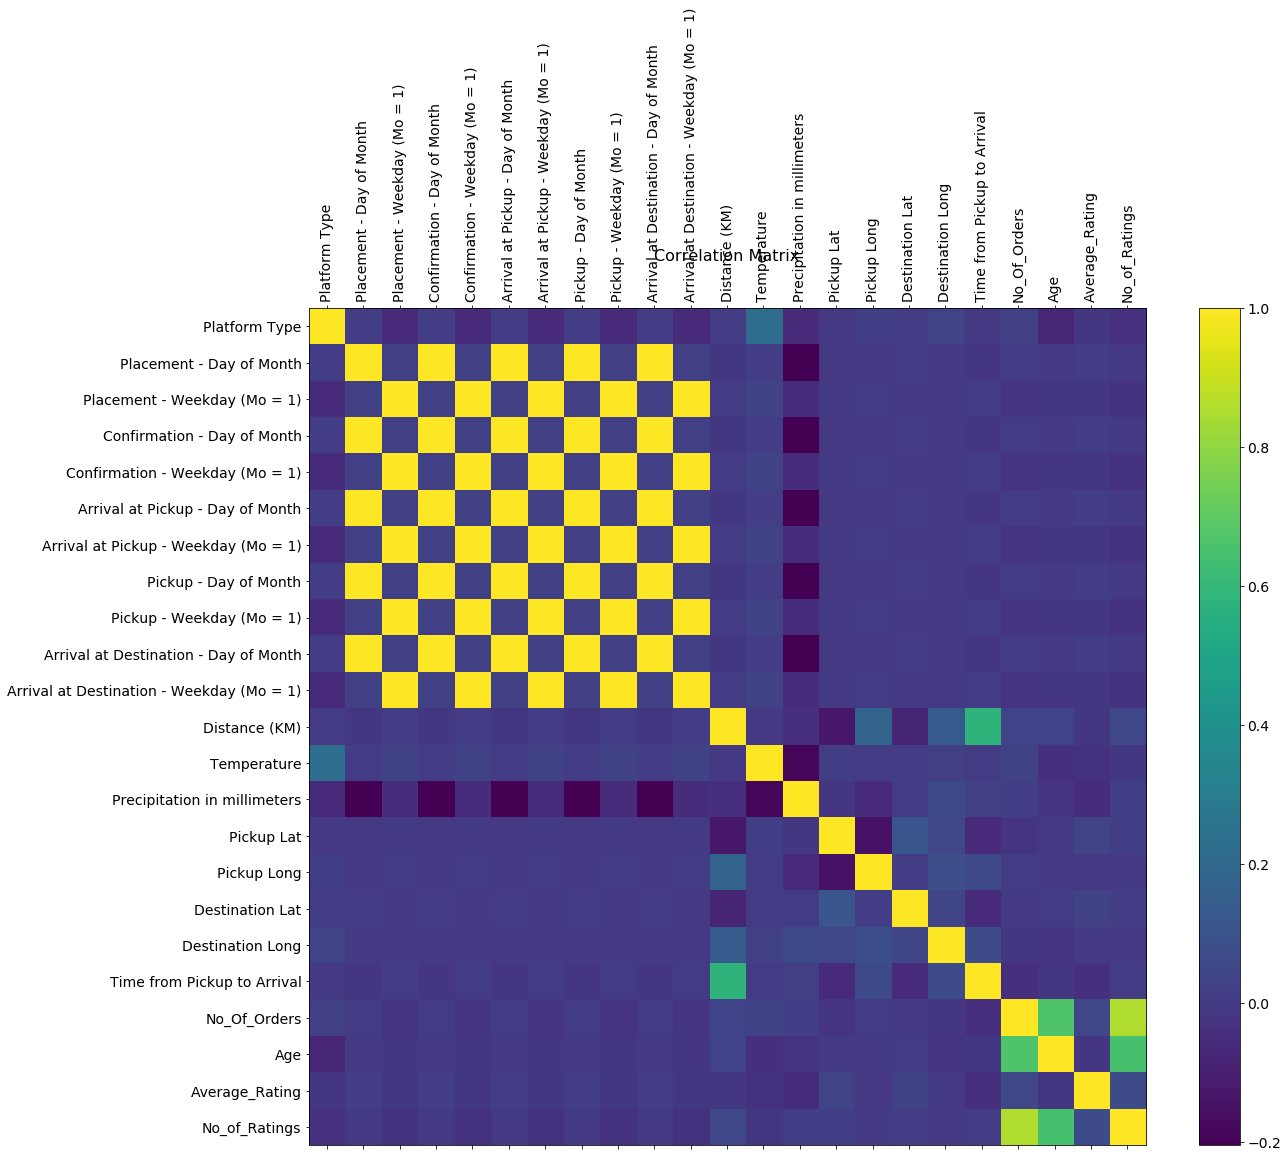 Platform Type
Placement - Day of Month
Placement - Weekday (Mo = 1)
Confirmation - Day of Month
Confirmation - Weekday (Mo = 1)
Arrival at Pickup - Day of Month
Arrival at Pickup - Weekday (Mo = 1)
Pickup - Day of Month
Pickup - Weekday (Mo = 1)
Arrival at Destination - Day of Month
Arrival at Destination - Weekday (Mo = 1)
Distance (KM)
Temperature
Precipitation in millimeters
Pickup Lat
Pickup Long
Destination Lat
Destination Long
Time from Pickup to Arrival
No_Of_Orders
Age
Average_Rating
No_of_Ratings
Correlation Matrix
Platform Type
Placement - Day of Month
Placement - Weekday (Mo = 1)
Confirmation - Day of Month
Confirmation - Weekday (Mo = 1)
Arrival at Pickup - Day of Month
Arrival at Pickup - Weekday (Mo = 1)
Pickup - Day of Month
Pickup - Weekday (Mo = 1)
Arrival at Destination - Day of Month
Arrival at Destination - Weekday (Mo = 1)
Distance (KM)
Temperature
Precipitation in millimeters
Pickup Lat
Pickup Long
Destination Lat
Destination Long
Time from Pickup to Arrival
No_Of_Orders
Age
Average_Rating
No_of_Ratings
1.0
0.8
0.6
0.4
0.2
0.0
−0.2